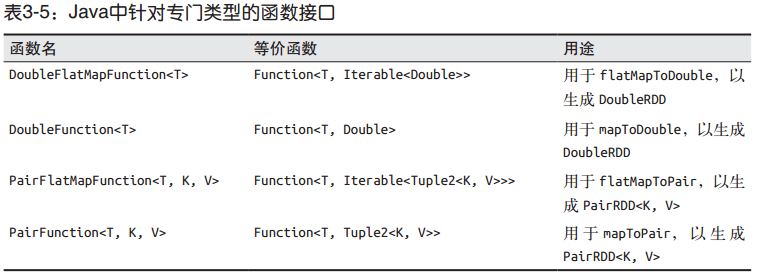 表3-5：Java中针对专门类型的函数接口
函数名 等价函数 用途
DoubleFlatMapFunction<T> Function<T, Iterable<Double>> 用于 flatMapToDouble，以
生成 DoubleRDD
DoubleFunction<T> Function<T, Double> 用于 mapToDouble，以生成
DoubleRDD
PairFlatMapFunction<T, K, V> Function<T, Iterable<Tuple2<K, V>>> 用于 flatMapToPair，以生
成 PairRDD<K, V>
PairFunction<T, K, V> Function<T, Tuple2<K, V>> 用于 mapToPair，以生成
PairRDD<K, V>